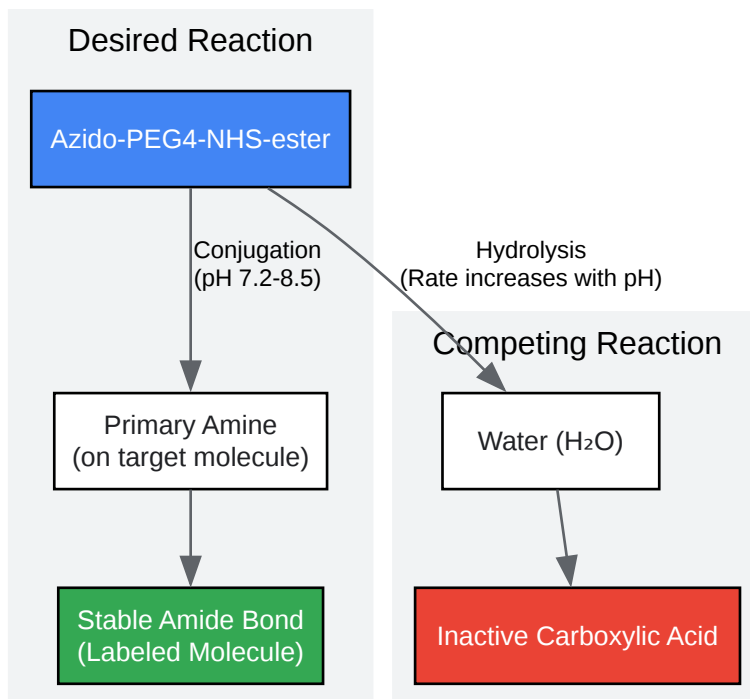 Desired Reaction
Azido-PEG4-NHS-ester
Conjugation
(pH 7.2-8.5)
Hydrolysis
(Rate increases with pH)
Competing Reaction
Primary Amine
(on target molecule)
Water (H₂O)
Stable Amide Bond
(Labeled Molecule)
Inactive Carboxylic Acid